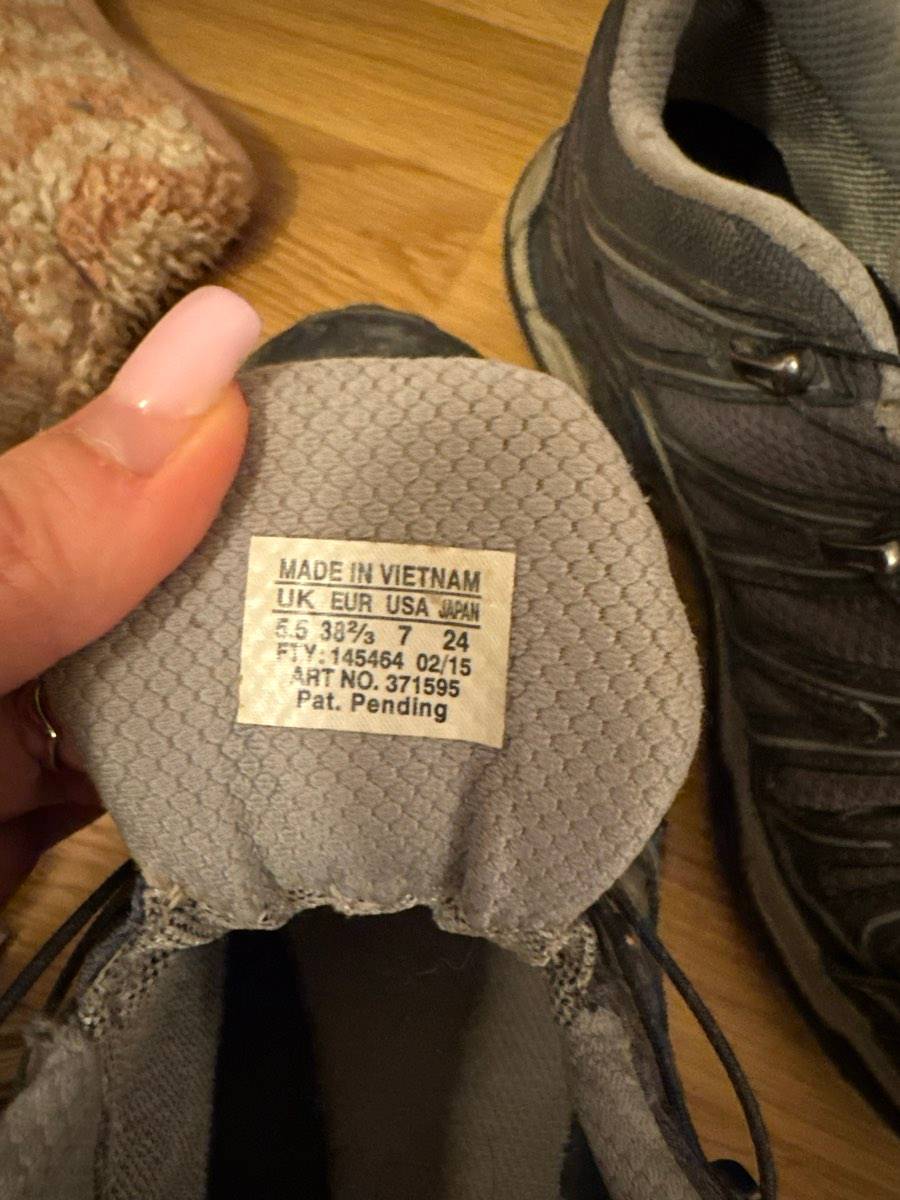 MADE IN VIETNAM
UK EUR USA JAPAN
5.5 38⅔ 7 24
FTY: 145464 02/15
ART NO. 371595
Pat. Pending